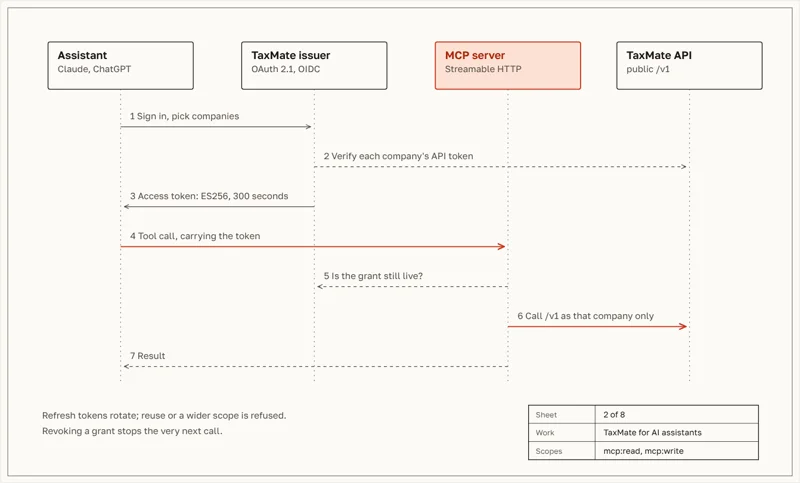 Assistant
Claude, ChatGPT
TaxMate issuer
OAuth 2.1, OIDC
MCP server
Streamable HTTP
TaxMate API
public /v1
1 Sign in, pick companies
2 Verify each company's API token
3 Access token: ES256, 300 seconds
4 Tool call, carrying the token
5 Is the grant still live?
6 Call /v1 as that company only
7 Result
Refresh tokens rotate; reuse or a wider scope is refused.
Revoking a grant stops the very next call.
Sheet 2 of 8
Work TaxMate for AI assistants
Scopes mcp:read, mcp:write